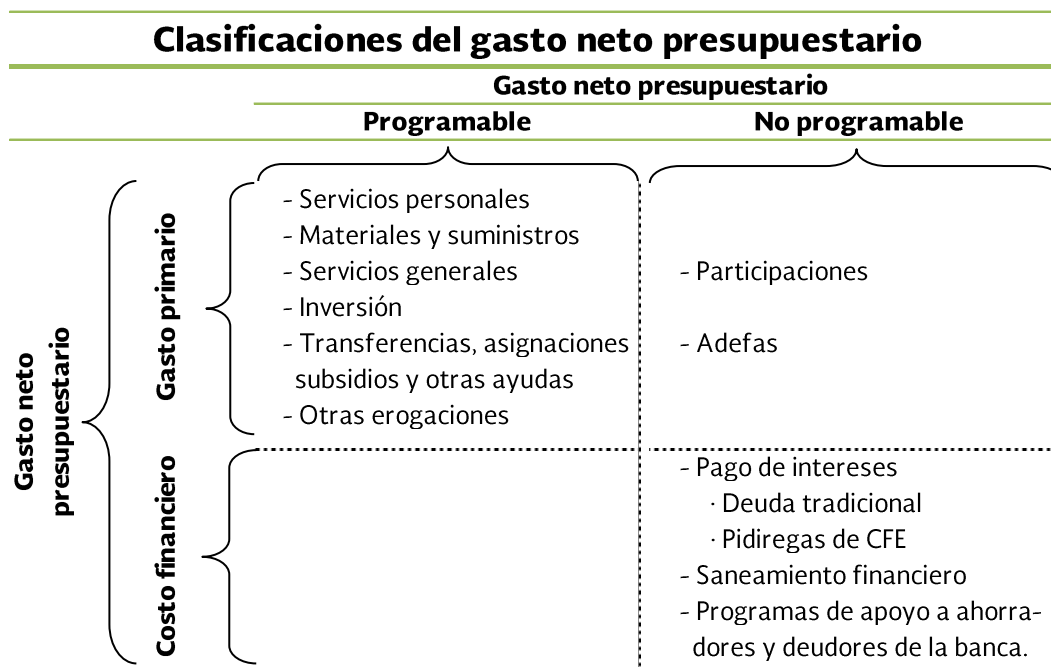 Clasificaciones del gasto neto presupuestario
Gasto neto presupuestario
Programable
No programable
Gasto neto
presupuestario
Gasto primario
- Servicios personales
- Materiales y suministros
- Servicios generales
- Inversión
- Transferencias, asignaciones
subsidios y otras ayudas
- Otras erogaciones
- Participaciones
- Adefas
Costo financiero
- Pago de intereses
· Deuda tradicional
· Pidiregas de CFE
- Saneamiento financiero
- Programas de apoyo a ahorra-
dores y deudores de la banca.